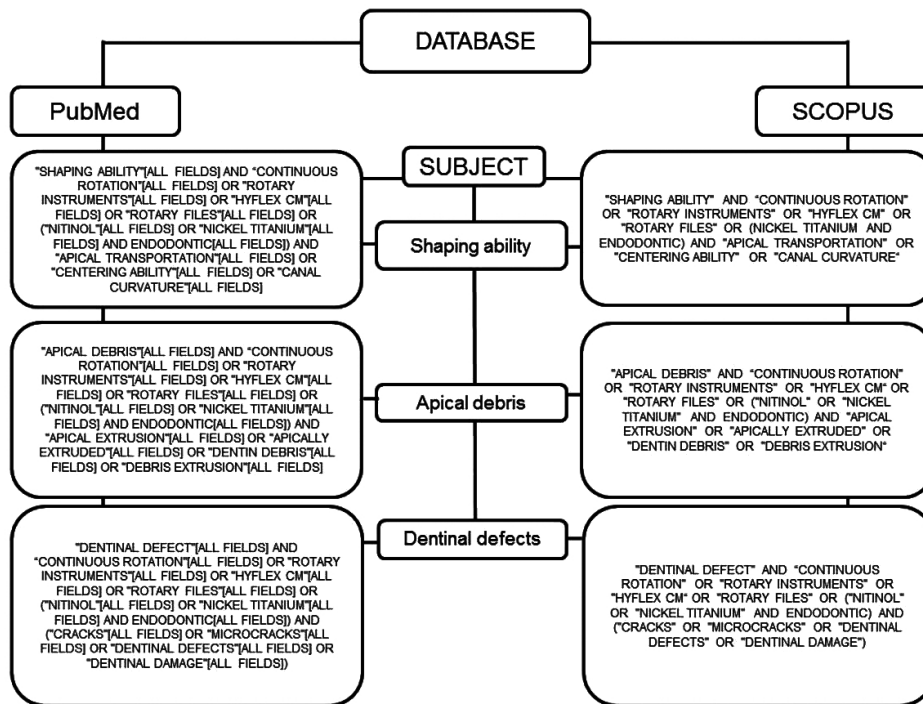 DATABASE
PubMed
SCOPUS
SUBJECT
"SHAPING ABILITY"[ALL FIELDS] AND “CONTINUOUS
ROTATION"[ALL FIELDS] OR "ROTARY
INSTRUMENTS"[ALL FIELDS] OR "HYFLEX CM"[ALL
FIELDS] OR "ROTARY FILES"[ALL FIELDS] OR
("NITINOL"[ALL FIELDS] OR "NICKEL TITANIUM"[ALL
FIELDS] AND ENDODONTIC[ALL FIELDS]) AND
"APICAL TRANSPORTATION"[ALL FIELDS] OR
"CENTERING ABILITY"[ALL FIELDS] OR "CANAL
CURVATURE"[ALL FIELDS]
Shaping ability
"SHAPING ABILITY" AND “CONTINUOUS ROTATION"
OR "ROTARY INSTRUMENTS" OR "HYFLEX CM" OR
"ROTARY FILES" OR (NICKEL TITANIUM AND
ENDODONTIC) AND "APICAL TRANSPORTATION" OR
"CENTERING ABILITY" OR "CANAL CURVATURE“
"APICAL DEBRIS"[ALL FIELDS] AND “CONTINUOUS
ROTATION"[ALL FIELDS] OR "ROTARY
INSTRUMENTS"[ALL FIELDS] OR "HYFLEX CM"[ALL
FIELDS] OR "ROTARY FILES"[ALL FIELDS] OR
("NITINOL"[ALL FIELDS] OR "NICKEL TITANIUM"[ALL
FIELDS] AND ENDODONTIC[ALL FIELDS]) AND
"APICAL EXTRUSION"[ALL FIELDS] OR "APICALLY
EXTRUDED"[ALL FIELDS] OR "DENTIN DEBRIS"[ALL
FIELDS] OR "DEBRIS EXTRUSION"[ALL FIELDS]
Apical debris
"APICAL DEBRIS" AND “CONTINUOUS ROTATION"
OR "ROTARY INSTRUMENTS" OR "HYFLEX CM“ OR
"ROTARY FILES" OR ("NITINOL" OR "NICKEL
TITANIUM" AND ENDODONTIC) AND "APICAL
EXTRUSION" OR "APICALLY EXTRUDED" OR
"DENTIN DEBRIS" OR "DEBRIS EXTRUSION“
"DENTINAL DEFECT"[ALL FIELDS] AND
“CONTINUOUS ROTATION"[ALL FIELDS] OR "ROTARY
INSTRUMENTS"[ALL FIELDS] OR "HYFLEX CM"[ALL
FIELDS] OR "ROTARY FILES"[ALL FIELDS] OR
("NITINOL"[ALL FIELDS] OR "NICKEL TITANIUM"[ALL
FIELDS] AND ENDODONTIC[ALL FIELDS]) AND
("CRACKS"[ALL FIELDS] OR "MICROCRACKS"[ALL
FIELDS] OR "DENTINAL DEFECTS"[ALL FIELDS] OR
"DENTINAL DAMAGE"[ALL FIELDS])
Dentinal defects
"DENTINAL DEFECT" AND “CONTINUOUS
ROTATION" OR "ROTARY INSTRUMENTS" OR
"HYFLEX CM“ OR "ROTARY FILES" OR ("NITINOL"
OR "NICKEL TITANIUM" AND ENDODONTIC) AND
("CRACKS" OR "MICROCRACKS" OR "DENTINAL
DEFECTS" OR "DENTINAL DAMAGE")